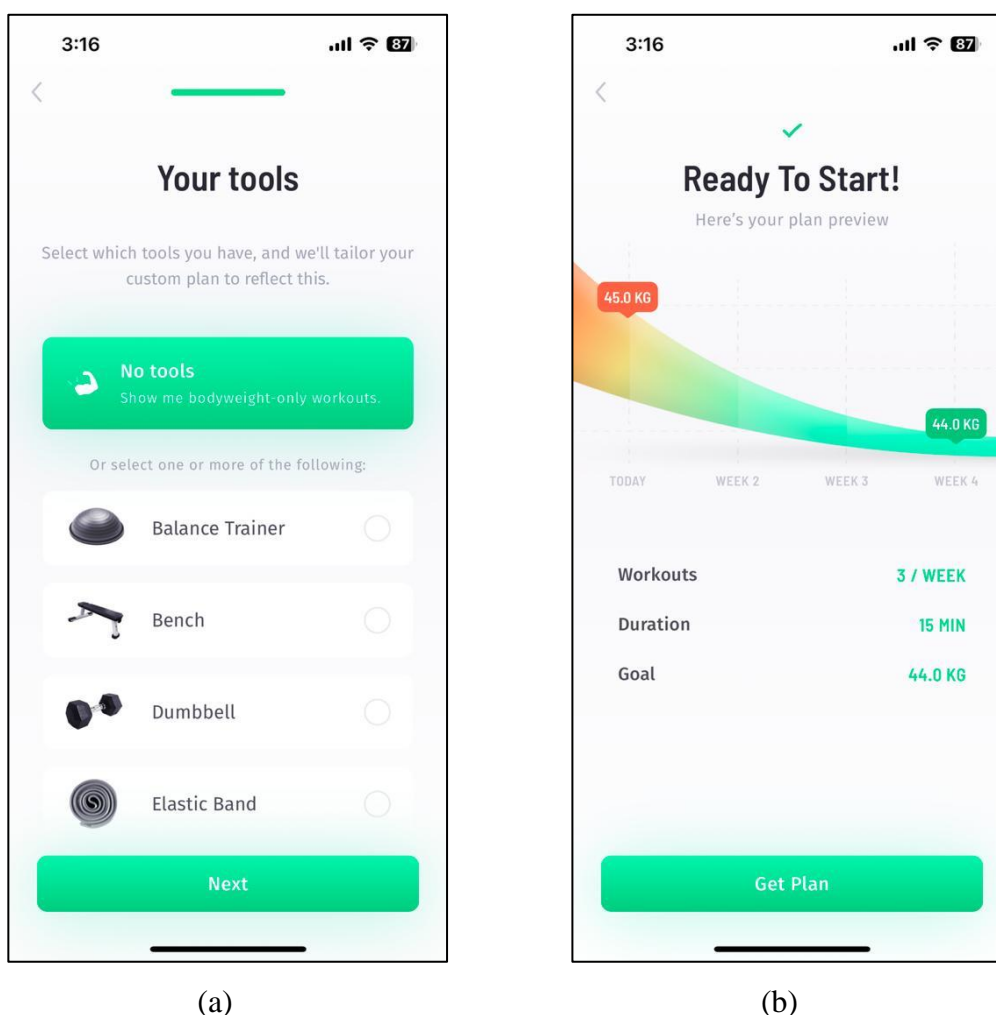 3:16
87
Your tools
Select which tools you have, and we'll tailor your
custom plan to reflect this.
No tools
Show me bodyweight-only workouts.
Or select one or more of the following:
Balance Trainer
Bench
Dumbbell
Elastic Band
Next
(a)
3:16
87
Ready To Start!
Here's your plan preview
45.0 KG
44.0 KG
TODAY WEEK 2 WEEK 3 WEEK 4
Workouts 3 / WEEK
Duration 15 MIN
Goal 44.0 KG
Get Plan
(b)